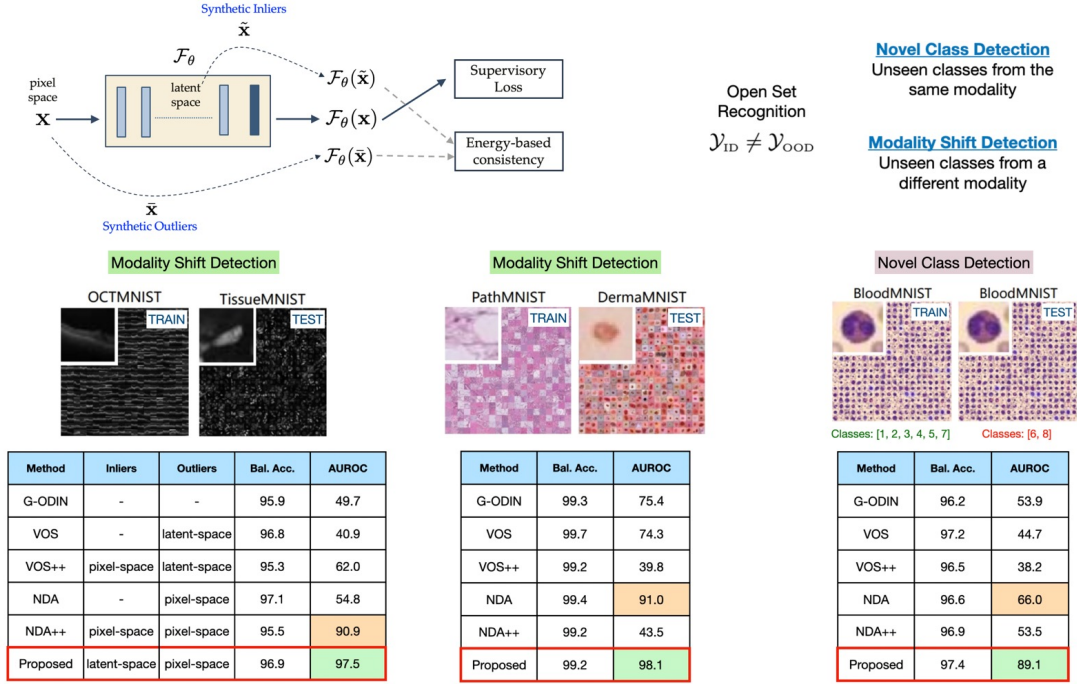 Synthetic Inliers
x̃
ℱθ
pixel
space
x
latent
space
ℱθ(x̃)
ℱθ(x)
ℱθ(x̄)
Supervisory
Loss
Energy-based
consistency
x̄
Synthetic Outliers
Open Set
Recognition
𝒴ID ≠ 𝒴OOD
Novel Class Detection
Unseen classes from the
same modality
Modality Shift Detection
Unseen classes from a
different modality
Modality Shift Detection
OCTMNIST TissueMNIST
TRAIN TEST
Method Inliers Outliers Bal. Acc. AUROC
G-ODIN - - 95.9 49.7
VOS - latent-space 96.8 40.9
VOS++ pixel-space latent-space 95.3 62.0
NDA - pixel-space 97.1 54.8
NDA++ pixel-space pixel-space 95.5 90.9
Proposed latent-space pixel-space 96.9 97.5
Modality Shift Detection
PathMNIST DermaMNIST
TRAIN TEST
Method Bal. Acc. AUROC
G-ODIN 99.3 75.4
VOS 99.7 74.3
VOS++ 99.2 39.8
NDA 99.4 91.0
NDA++ 99.2 43.5
Proposed 99.2 98.1
Novel Class Detection
BloodMNIST BloodMNIST
TRAIN TEST
Classes: [1, 2, 3, 4, 5, 7] Classes: [6, 8]
Method Bal. Acc. AUROC
G-ODIN 96.2 53.9
VOS 97.2 44.7
VOS++ 96.5 38.2
NDA 96.6 66.0
NDA++ 96.9 53.5
Proposed 97.4 89.1